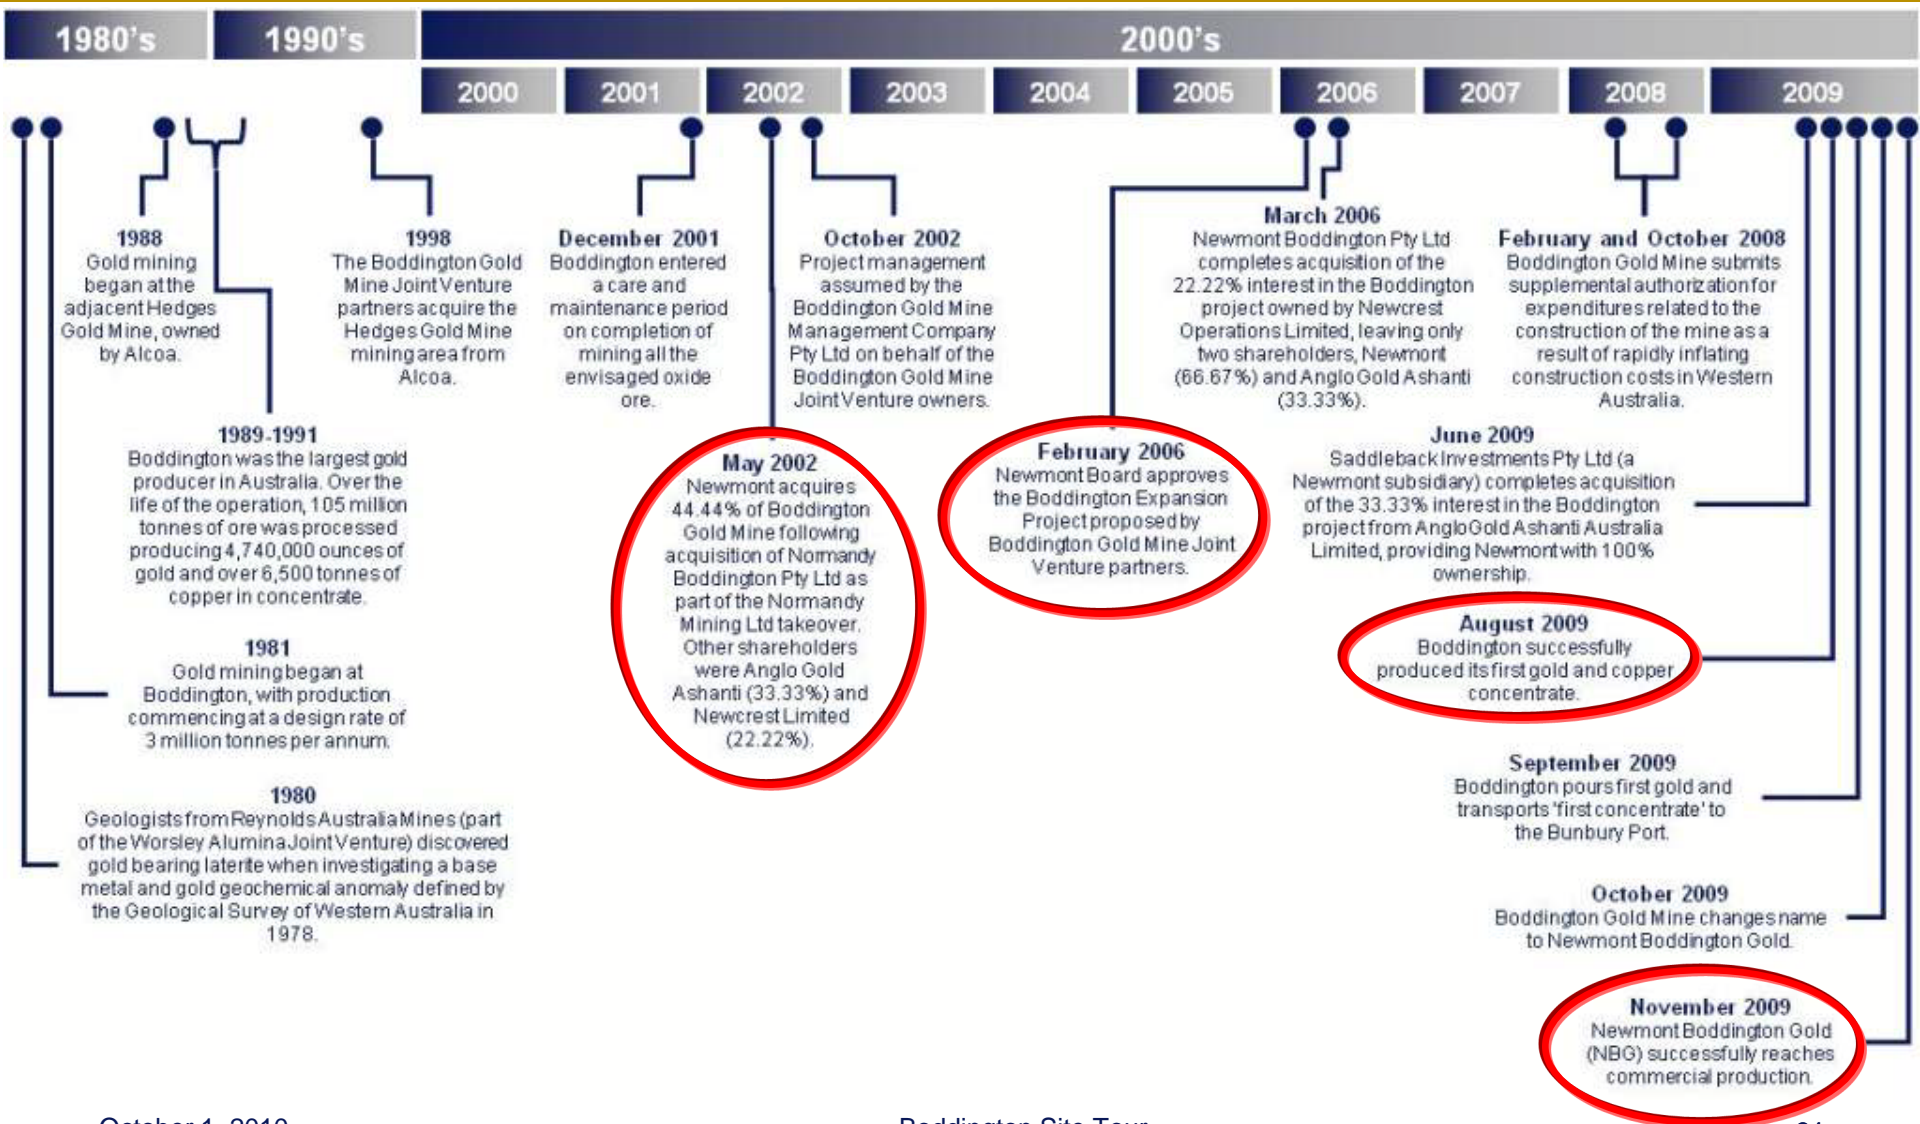 1980's
1990's
2000's
2000
2001
2002
2003
2004
2005
2006
2007
2008
2009
1988
Gold mining
began at the
adjacent Hedges
Gold Mine, owned
by Alcoa.
1998
The Boddington Gold
Mine Joint Venture
partners acquire the
Hedges Gold Mine
mining area from
Alcoa.
December 2001
Boddington entered
a care and
maintenance period
on completion of
mining all the
envisaged oxide
ore.
October 2002
Project management
assumed by the
Boddington Gold Mine
Management Company
Pty Ltd on behalf of the
Boddington Gold Mine
Joint Venture owners.
March 2006
Newmont Boddington Pty Ltd
completes acquisition of the
22.22% interest in the Boddington
project owned by Newcrest
Operations Limited, leaving only
two shareholders, Newmont
(66.67%) and Anglo Gold Ashanti
(33.33%).
February and October 2008
Boddington Gold Mine submits
supplemental authorization for
expenditures related to the
construction of the mine as a
result of rapidly inflating
construction costs in Western
Australia.
1989-1991
Boddington was the largest gold
producer in Australia. Over the
life of the operation, 105 million
tonnes of ore was processed
producing 4,740,000 ounces of
gold and over 6,500 tonnes of
copper in concentrate.
May 2002
Newmont acquires
44.44% of Boddington
Gold Mine following
acquisition of Normandy
Boddington Pty Ltd as
part of the Normandy
Mining Ltd takeover.
Other shareholders
were Anglo Gold
Ashanti (33.33%) and
Newcrest Limited
(22.22%).
February 2006
Newmont Board approves
the Boddington Expansion
Project proposed by
Boddington Gold Mine Joint
Venture partners.
June 2009
Saddleback Investments Pty Ltd (a
Newmont subsidiary) completes acquisition
of the 33.33% interest in the Boddington
project from AngloGold Ashanti Australia
Limited, providing Newmont with 100%
ownership.
August 2009
Boddington successfully
produced its first gold and copper
concentrate.
1981
Gold mining began at
Boddington, with production
commencing at a design rate of
3 million tonnes per annum.
September 2009
Boddington pours first gold and
transports 'first concentrate' to
the Bunbury Port.
1980
Geologists from Reynolds Australia Mines (part
of the Worsley Alumina Joint Venture) discovered
gold bearing laterite when investigating a base
metal and gold geochemical anomaly defined by
the Geological Survey of Western Australia in
1978.
October 2009
Boddington Gold Mine changes name
to Newmont Boddington Gold.
November 2009
Newmont Boddington Gold
(NBG) successfully reaches
commercial production.
October 1, 2010
Boddington Site Tour